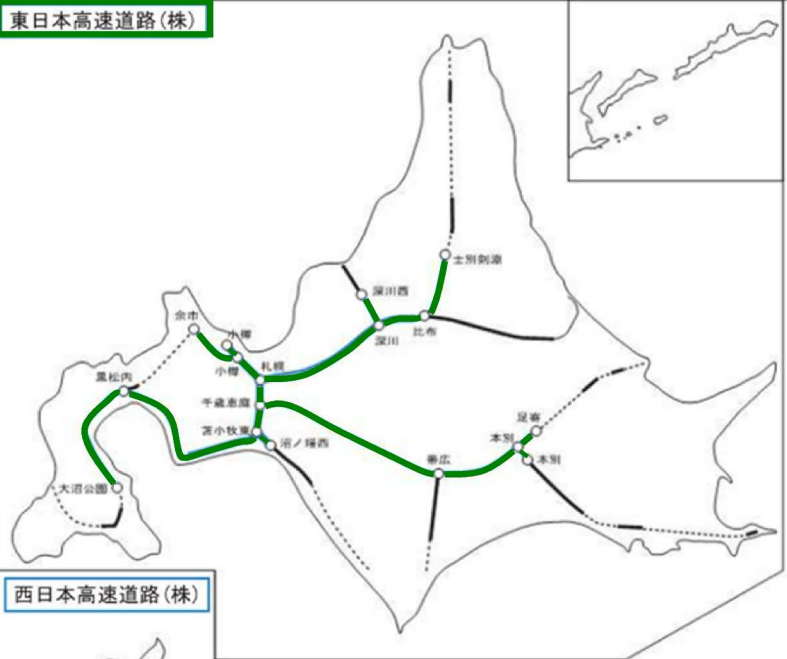 東日本高速道路(株)
士別剣淵
深川西
余市
小樽
比布
深川
小樽
札幌
黒松内
千歳恵庭
足寄
苫小牧東
沼ノ端西
本別
帯広
本別
大沼公園
西日本高速道路(株)